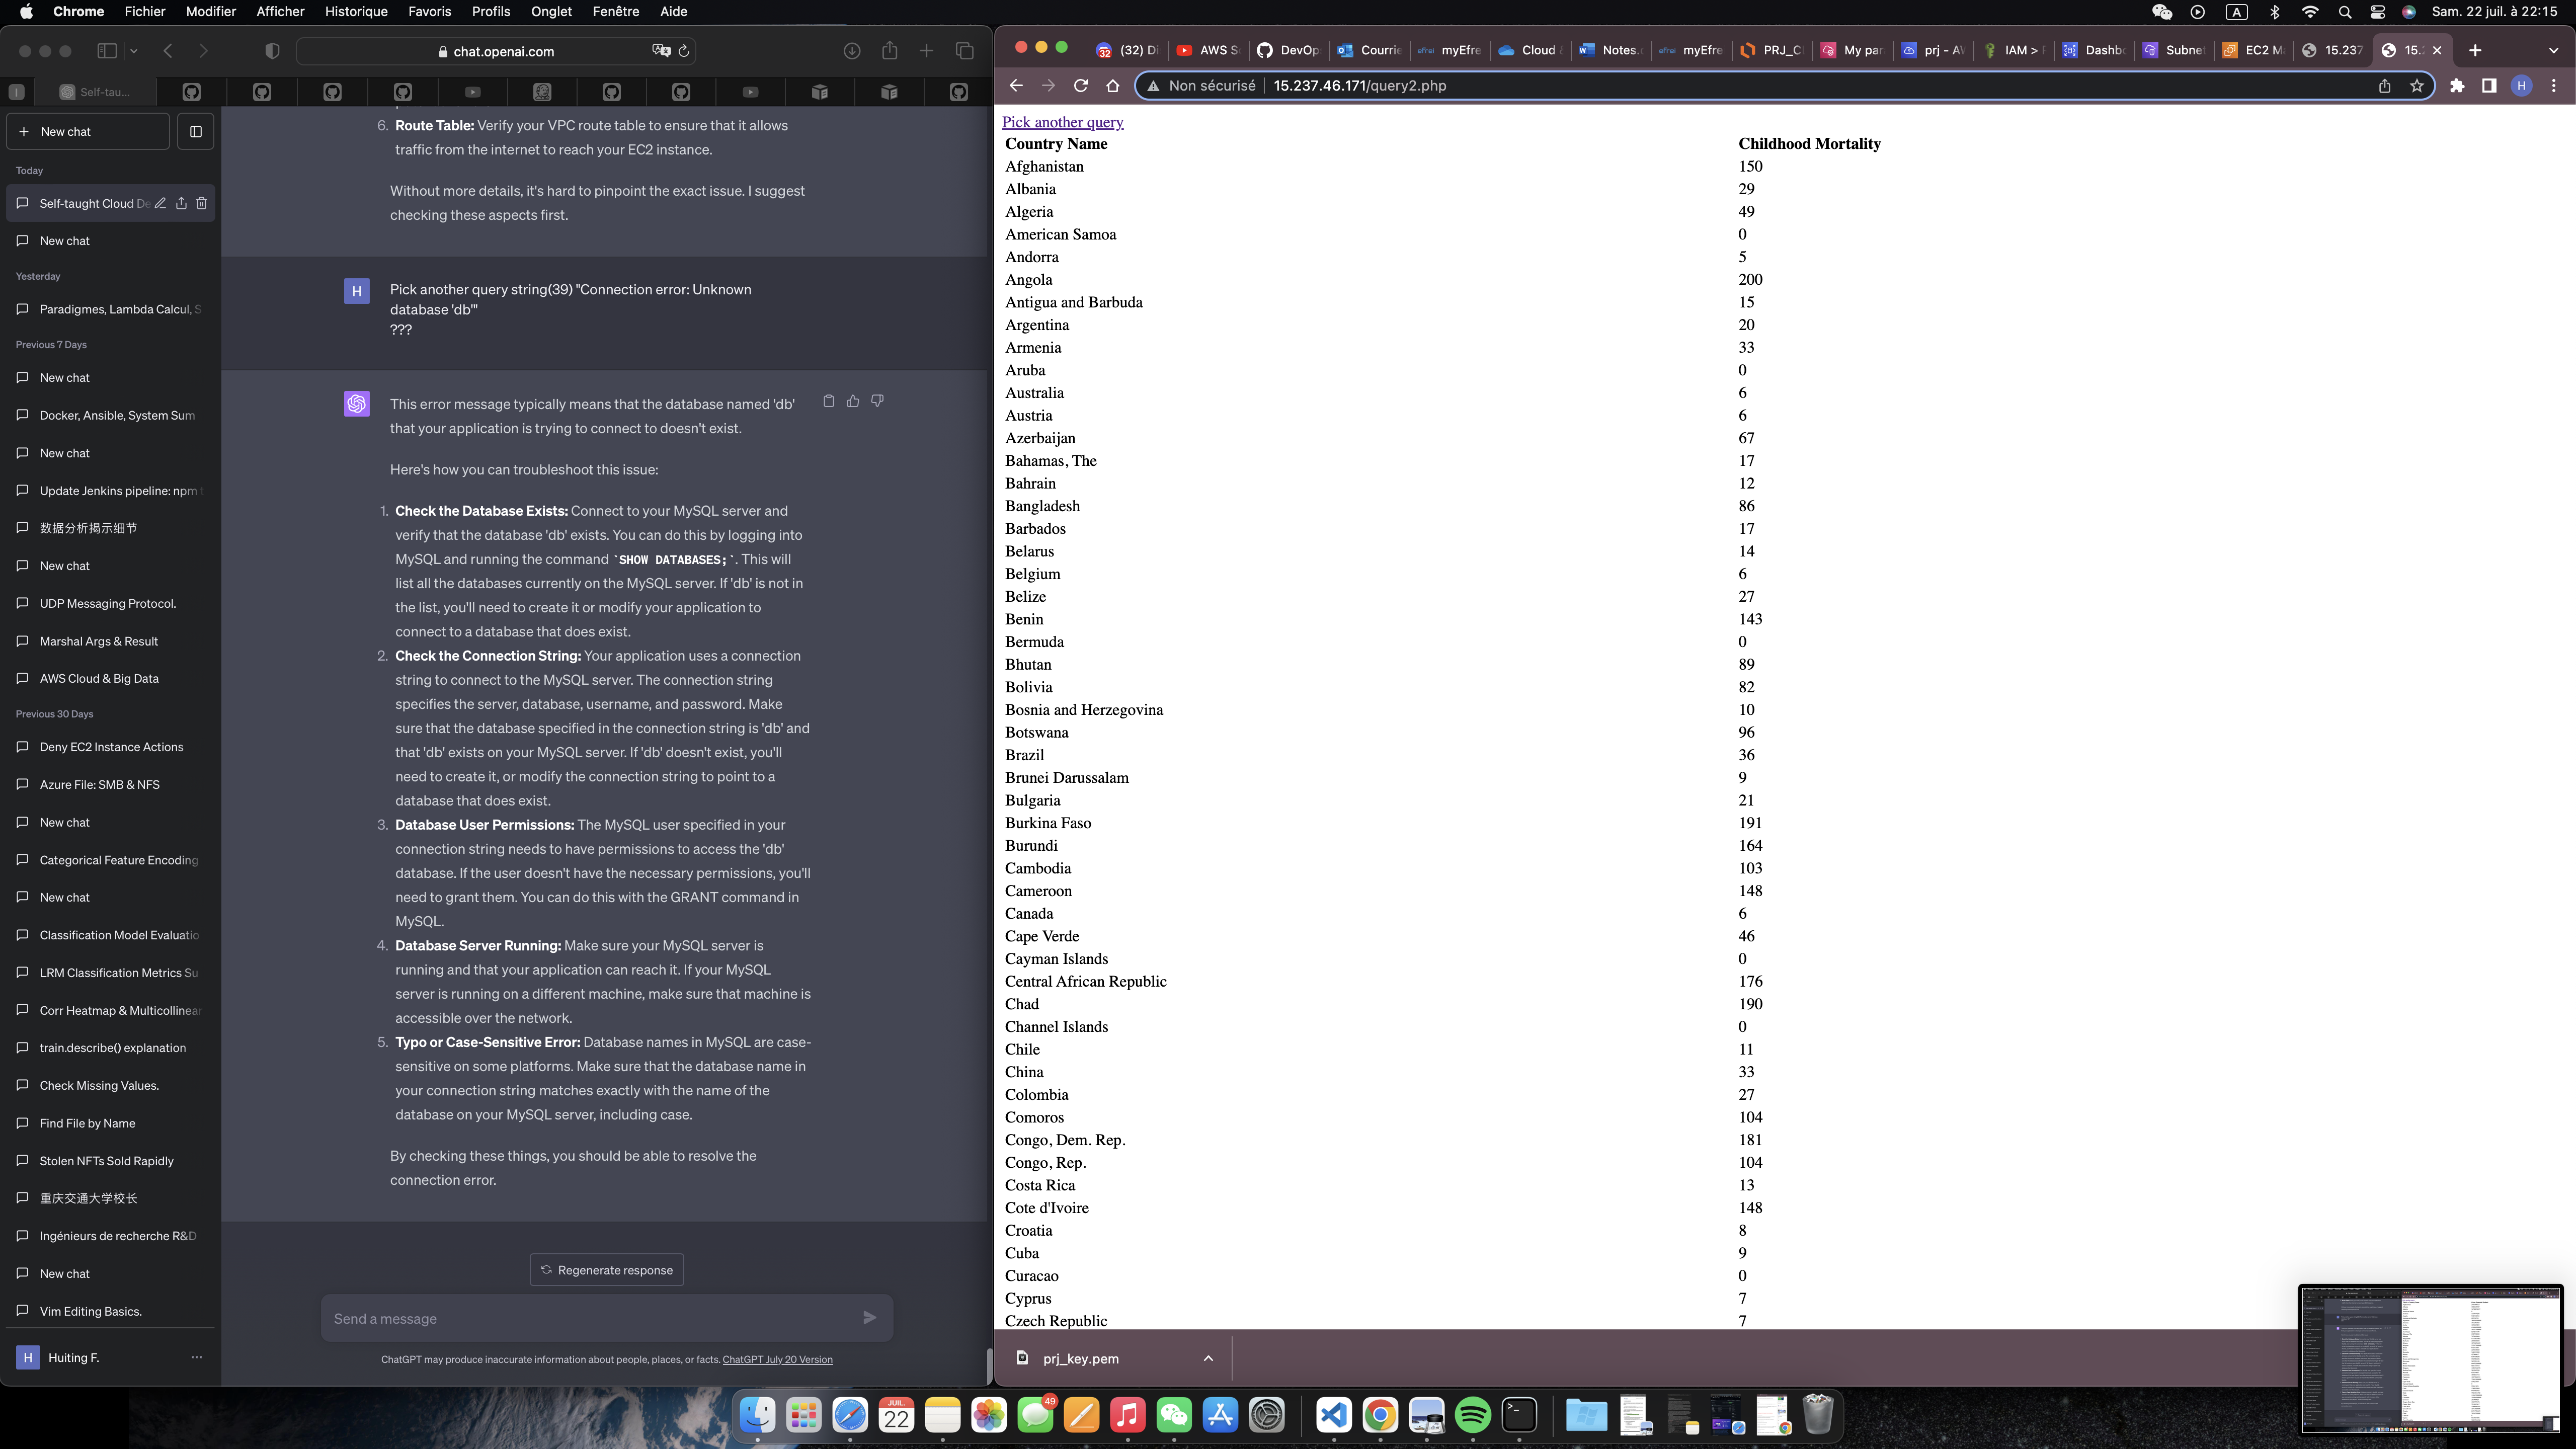 Chrome Fichier Modifier Afficher Historique Favoris Profils Onglet Fenêtre Aide
A Sam. 22 juil. à 22:15
chat.openai.com
Self-tau...
New chat
Today
Self-taught Cloud De
New chat
Yesterday
Paradigmes, Lambda Calcul, S
Previous 7 Days
New chat
Docker, Ansible, System Sum
New chat
Update Jenkins pipeline: npm
数据分析揭示细节
New chat
UDP Messaging Protocol.
Marshal Args & Result
AWS Cloud & Big Data
Previous 30 Days
Deny EC2 Instance Actions
Azure File: SMB & NFS
New chat
Categorical Feature Encoding
New chat
Classification Model Evaluatio
LRM Classification Metrics Su
Corr Heatmap & Multicollinear
train.describe() explanation
Check Missing Values.
Find File by Name
Stolen NFTs Sold Rapidly
重庆交通大学校长
Ingénieurs de recherche R&D
New chat
Vim Editing Basics.
H Huiting F. ...
6. Route Table: Verify your VPC route table to ensure that it allows
traffic from the internet to reach your EC2 instance.
Without more details, it's hard to pinpoint the exact issue. I suggest
checking these aspects first.
H
Pick another query string(39) "Connection error: Unknown
database 'db'"
???
This error message typically means that the database named 'db'
that your application is trying to connect to doesn't exist.
Here's how you can troubleshoot this issue:
1. Check the Database Exists: Connect to your MySQL server and
verify that the database 'db' exists. You can do this by logging into
MySQL and running the command `SHOW DATABASES;`. This will
list all the databases currently on the MySQL server. If 'db' is not in
the list, you'll need to create it or modify your application to
connect to a database that does exist.
2. Check the Connection String: Your application uses a connection
string to connect to the MySQL server. The connection string
specifies the server, database, username, and password. Make
sure that the database specified in the connection string is 'db' and
that 'db' exists on your MySQL server. If 'db' doesn't exist, you'll
need to create it, or modify the connection string to point to a
database that does exist.
3. Database User Permissions: The MySQL user specified in your
connection string needs to have permissions to access the 'db'
database. If the user doesn't have the necessary permissions, you'll
need to grant them. You can do this with the GRANT command in
MySQL.
4. Database Server Running: Make sure your MySQL server is
running and that your application can reach it. If your MySQL
server is running on a different machine, make sure that machine is
accessible over the network.
5. Typo or Case-Sensitive Error: Database names in MySQL are case-
sensitive on some platforms. Make sure that the database name in
your connection string matches exactly with the name of the
database on your MySQL server, including case.
By checking these things, you should be able to resolve the
connection error.
Regenerate response
Send a message
ChatGPT may produce inaccurate information about people, places, or facts. ChatGPT July 20 Version
32 (32) Di AWS S DevOp Courrie efrei myEfre Cloud Notes. efrei myEfre PRJ_C My par prj - A IAM > Dashb Subnet EC2 M 15.237 15.
Non sécurisé 15.237.46.171/query2.php H
Pick another query
Country Name Childhood Mortality
Afghanistan 150
Albania 29
Algeria 49
American Samoa 0
Andorra 5
Angola 200
Antigua and Barbuda 15
Argentina 20
Armenia 33
Aruba 0
Australia 6
Austria 6
Azerbaijan 67
Bahamas, The 17
Bahrain 12
Bangladesh 86
Barbados 17
Belarus 14
Belgium 6
Belize 27
Benin 143
Bermuda 0
Bhutan 89
Bolivia 82
Bosnia and Herzegovina 10
Botswana 96
Brazil 36
Brunei Darussalam 9
Bulgaria 21
Burkina Faso 191
Burundi 164
Cambodia 103
Cameroon 148
Canada 6
Cape Verde 46
Cayman Islands 0
Central African Republic 176
Chad 190
Channel Islands 0
Chile 11
China 33
Colombia 27
Comoros 104
Congo, Dem. Rep. 181
Congo, Rep. 104
Costa Rica 13
Cote d'Ivoire 148
Croatia 8
Cuba 9
Curacao 0
Cyprus 7
Czech Republic 7
prj_key.pem
JUIL.
22
49